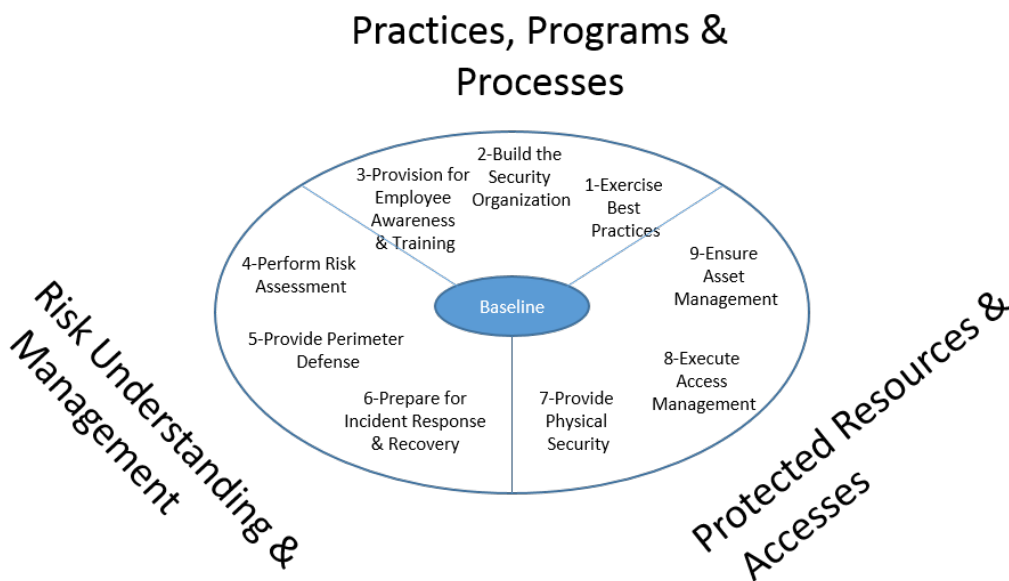 Practices, Programs &
Processes
2-Build the
Security
Organization
3-Provision for
Employee
Awareness
& Training
1-Exercise
Best
Practices
4-Perform Risk
Assessment
9-Ensure
Asset
Management
Baseline
5-Provide Perimeter
Defense
8-Execute
Access
Management
6-Prepare for
Incident Response
& Recovery
7-Provide
Physical
Security
Risk Understanding &
Management
Protected Resources &
Accesses